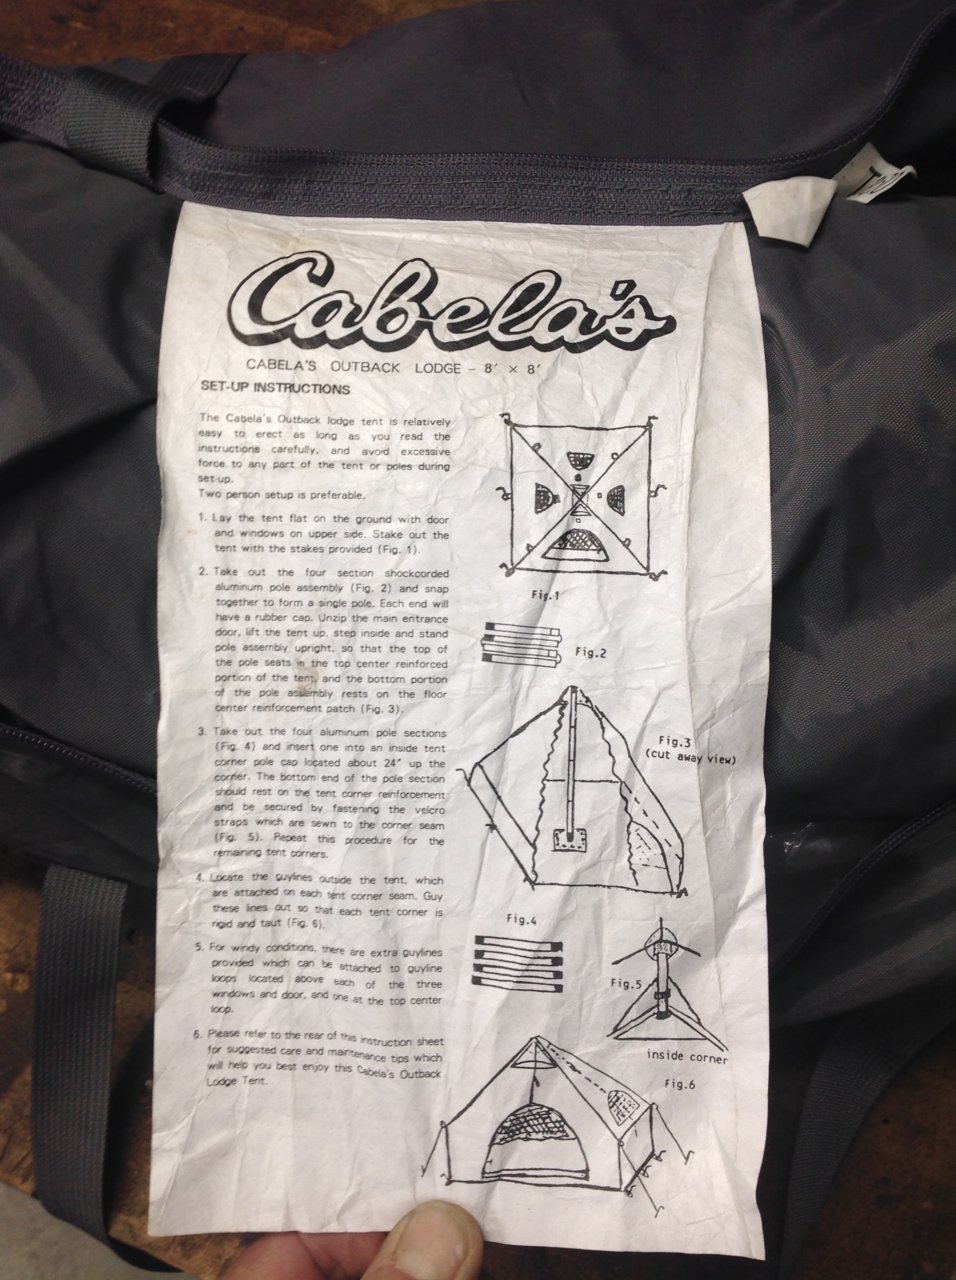 Cabela's
CABELA'S OUTBACK LODGE - 8' × 8'
SET-UP INSTRUCTIONS
The Cabela's Outback lodge tent is relatively
easy to erect as long as you read the
instructions carefully, and avoid excessive
force to any part of the tent or poles during
set-up.
Two person setup is preferable.
1. Lay the tent flat on the ground with door
and windows on upper side. Stake out the
tent with the stakes provided (Fig. 1).
2. Take out the four section shockcorded
aluminum pole assembly (Fig. 2) and snap
together to form a single pole. Each end will
have a rubber cap. Unzip the main entrance
door, lift the tent up, step inside and stand
pole assembly upright, so that the top of
the pole seats in the top center reinforced
portion of the tent, and the bottom portion
of the pole assembly rests on the floor
center reinforcement patch (Fig. 3).
3. Take out the four aluminum pole sections
(Fig. 4) and insert one into an inside tent
corner pole cap located about 24" up the
corner. The bottom end of the pole section
should rest on the tent corner reinforcement
and be secured by fastening the velcro
straps which are sewn to the corner seam
(Fig. 5). Repeat this procedure for the
remaining tent corners.
4. Locate the guylines outside the tent, which
are attached on each tent corner seam. Guy
these lines out so that each tent corner is
rigid and taut (Fig. 6).
5. For windy conditions, there are extra guylines
provided which can be attached to guyline
loops located above each of the three
windows and door, and one at the top center
loop.
6. Please refer to the rear of this instruction sheet
for suggested care and maintenance tips which
will help you best enjoy this Cabela's Outback
Lodge Tent.
Fig.1
Fig.2
Fig.3
(cut away view)
Fig.4
Fig.5
inside corner
Fig.6